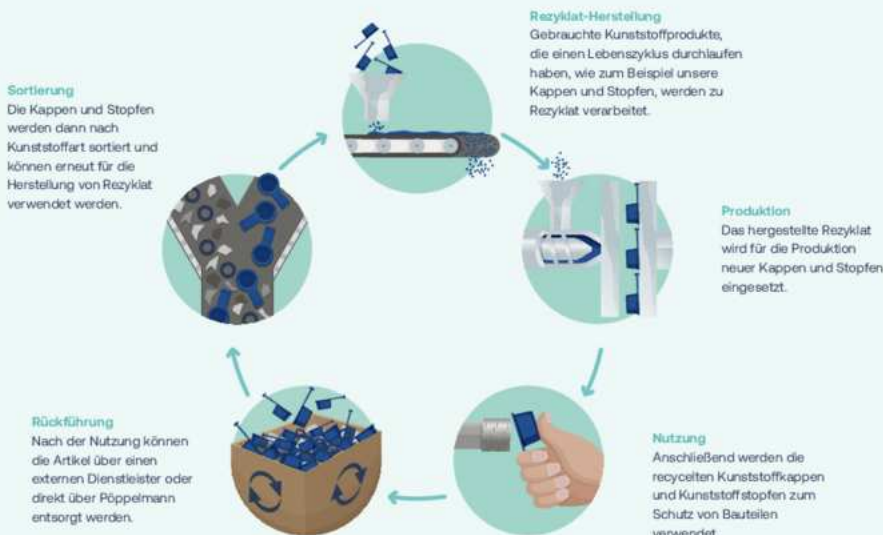 Rezyklat-Herstellung
Gebrauchte Kunststoffprodukte,
die einen Lebenszyklus durchlaufen
haben, wie zum Beispiel unsere
Kappen und Stopfen, werden zu
Rezyklat verarbeitet.
Produktion
Das hergestellte Rezyklat
wird für die Produktion
neuer Kappen und Stopfen
eingesetzt.
Nutzung
Anschließend werden die
recycelten Kunststoffkappen
und Kunststoffstopfen zum
Schutz von Bauteilen
verwendet
Rückführung
Nach der Nutzung können
die Artikel über einen
externen Dienstleister oder
direkt über Pöppelmann
entsorgt werden.
Sortierung
Die Kappen und Stopfen
werden dann nach
Kunststoffart sortiert und
können erneut für die
Herstellung von Rezyklat
verwendet werden.